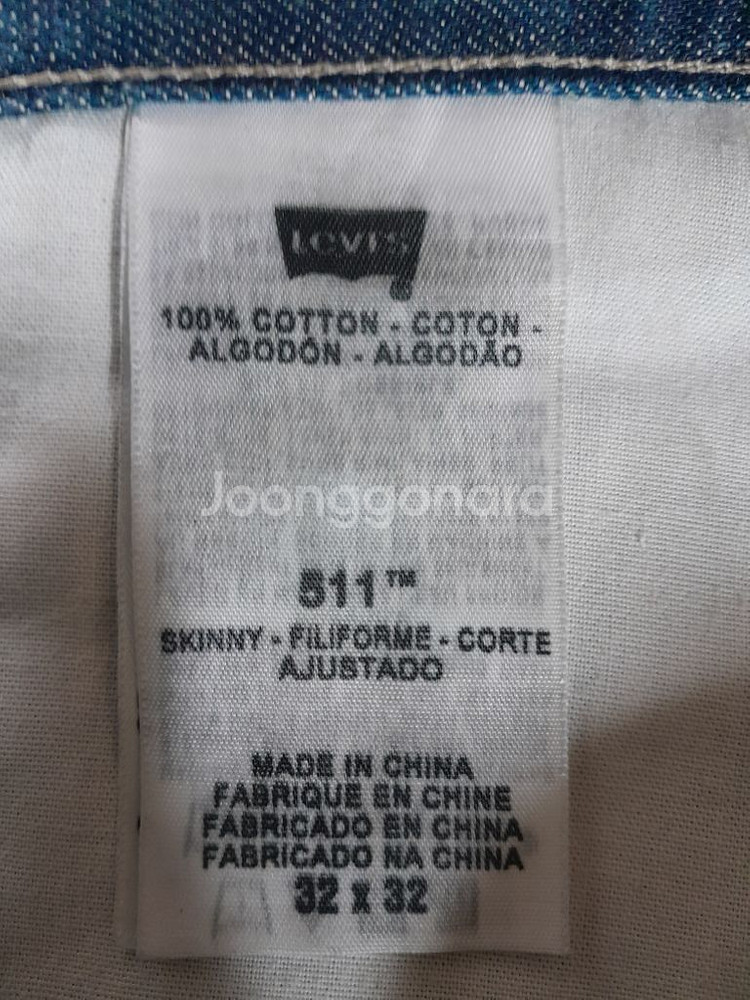 Levi's
100% COTTON - COTON -
ALGODÓN - ALGODÃO
Joonggonara
511™
SKINNY - FILIFORME - CORTE
AJUSTADO
MADE IN CHINA
FABRIQUE EN CHINE
FABRICADO EN CHINA
FABRICADO NA CHINA
32 x 32